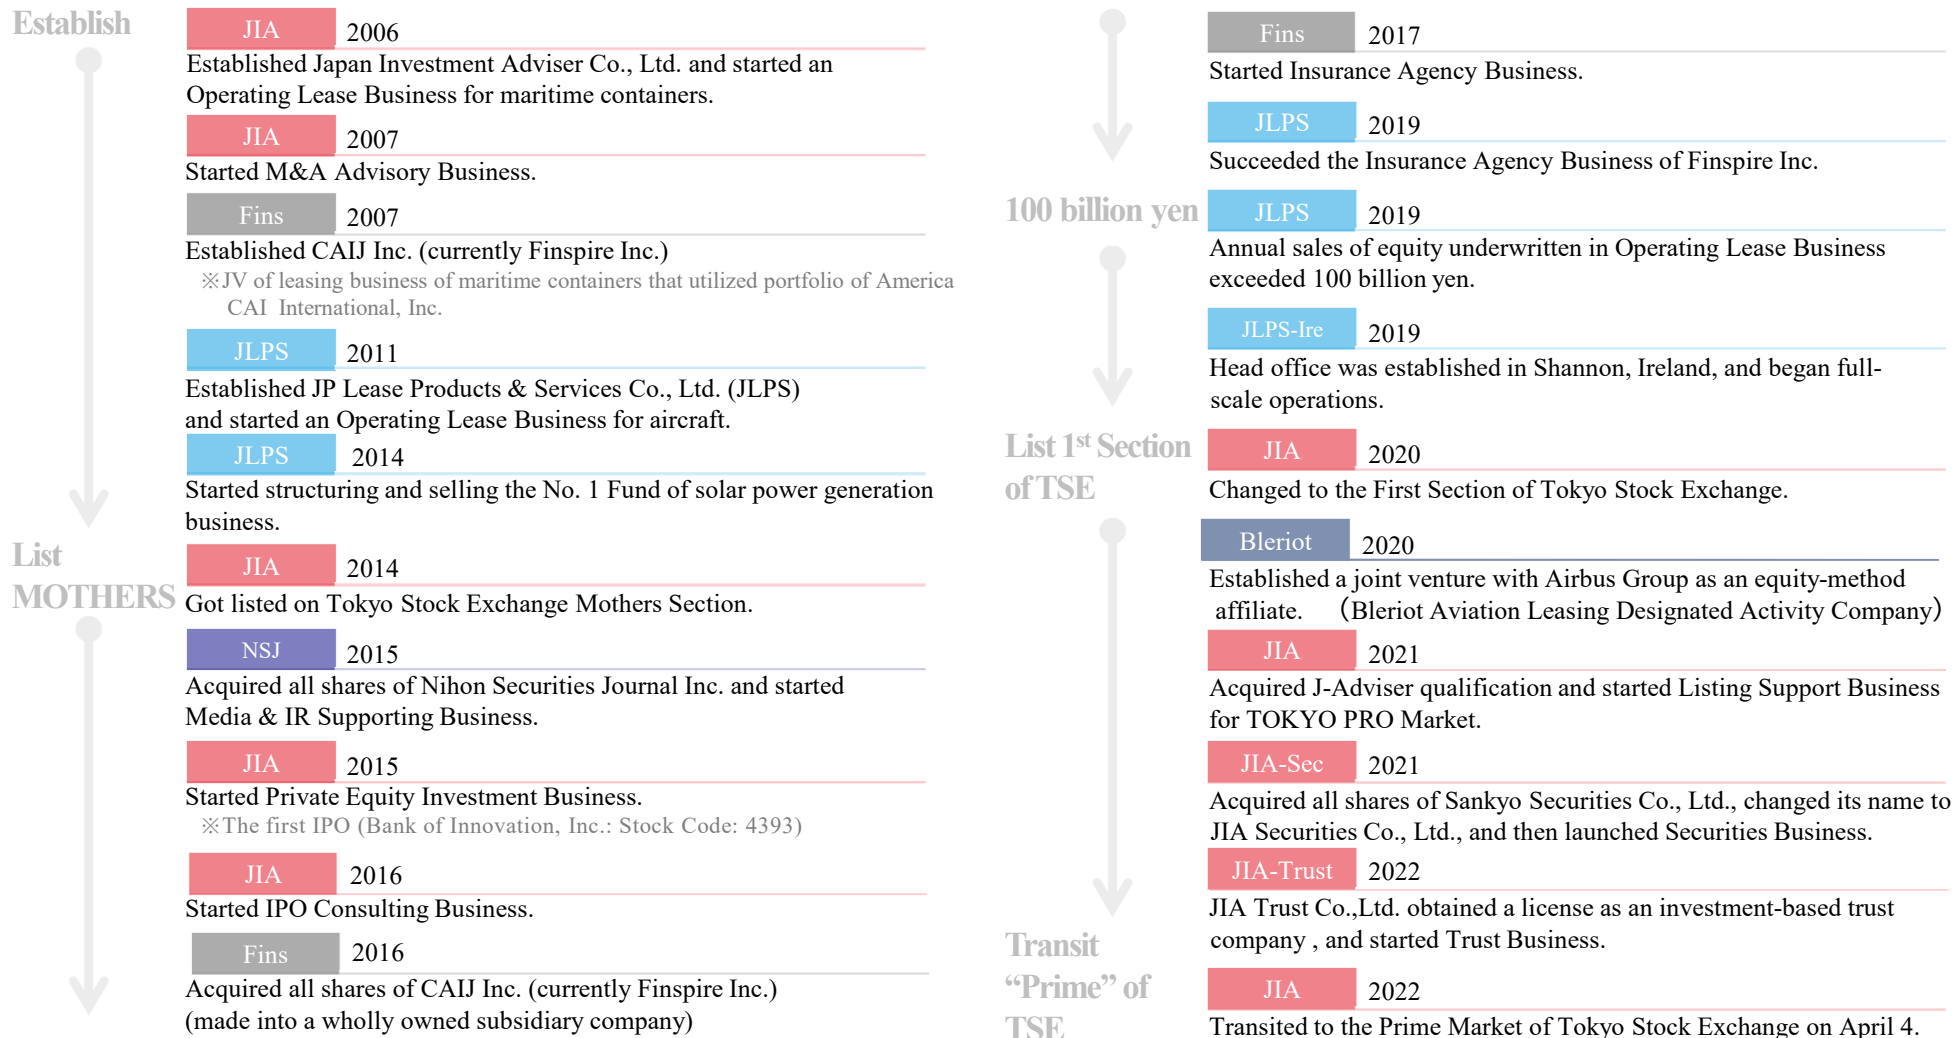 Establish
JIA 2006
Established Japan Investment Adviser Co., Ltd. and started an
Operating Lease Business for maritime containers.
JIA 2007
Started M&A Advisory Business.
Fins 2007
Established CAIJ Inc. (currently Finspire Inc.)
※JV of leasing business of maritime containers that utilized portfolio of America
CAI International, Inc.
JLPS 2011
Established JP Lease Products & Services Co., Ltd. (JLPS)
and started an Operating Lease Business for aircraft.
JLPS 2014
Started structuring and selling the No. 1 Fund of solar power generation
business.
List
MOTHERS
JIA 2014
Got listed on Tokyo Stock Exchange Mothers Section.
NSJ 2015
Acquired all shares of Nihon Securities Journal Inc. and started
Media & IR Supporting Business.
JIA 2015
Started Private Equity Investment Business.
※The first IPO (Bank of Innovation, Inc.: Stock Code: 4393)
JIA 2016
Started IPO Consulting Business.
Fins 2016
Acquired all shares of CAIJ Inc. (currently Finspire Inc.)
(made into a wholly owned subsidiary company)
Fins 2017
Started Insurance Agency Business.
JLPS 2019
Succeeded the Insurance Agency Business of Finspire Inc.
100 billion yen
JLPS 2019
Annual sales of equity underwritten in Operating Lease Business
exceeded 100 billion yen.
JLPS-Ire 2019
Head office was established in Shannon, Ireland, and began full-
scale operations.
List 1st Section
of TSE
JIA 2020
Changed to the First Section of Tokyo Stock Exchange.
Bleriot 2020
Established a joint venture with Airbus Group as an equity-method
affiliate. （Bleriot Aviation Leasing Designated Activity Company）
JIA 2021
Acquired J-Adviser qualification and started Listing Support Business
for TOKYO PRO Market.
JIA-Sec 2021
Acquired all shares of Sankyo Securities Co., Ltd., changed its name to
JIA Securities Co., Ltd., and then launched Securities Business.
JIA-Trust 2022
JIA Trust Co.,Ltd. obtained a license as an investment-based trust
company , and started Trust Business.
Transit
“Prime” of
TSE
JIA 2022
Transited to the Prime Market of Tokyo Stock Exchange on April 4.